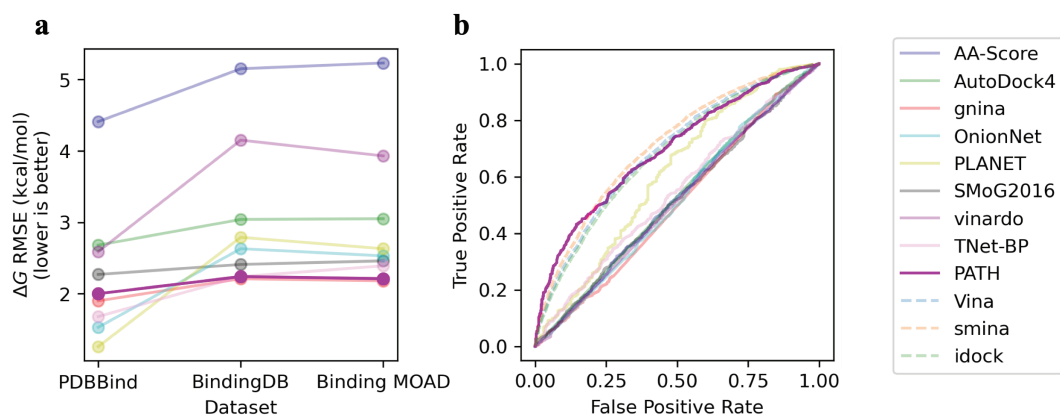 a
ΔG RMSE (kcal/mol)
(lower is better)
5
4
3
2
PDBBind
BindingDB
Binding MOAD
Dataset
b
True Positive Rate
1.0
0.8
0.6
0.4
0.2
0.0
0.00
0.25
0.50
0.75
1.00
False Positive Rate
AA-Score
AutoDock4
gnina
OnionNet
PLANET
SMoG2016
vinardo
TNet-BP
PATH
Vina
smina
idock